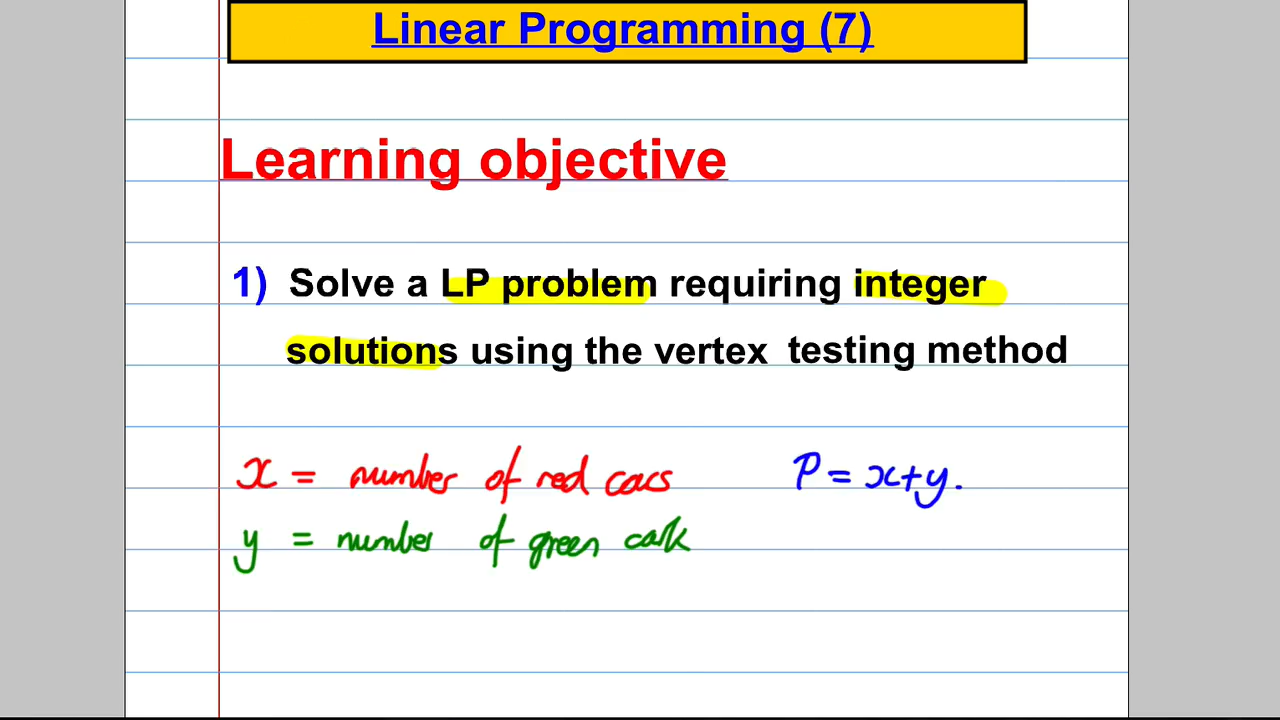 Linear Programming (7)
Learning objective
1) Solve a LP problem requiring integer
solutions using the vertex testing method
x = number of red cars P = x+y.
y = number of green cark